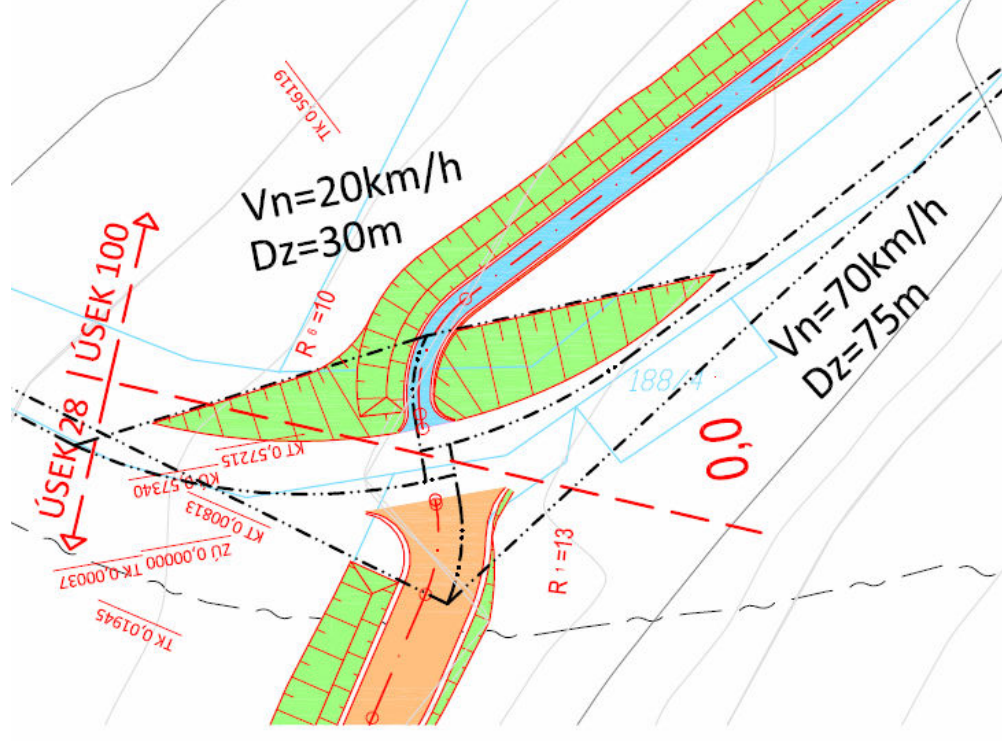 TK 0,56119
Vn=20km/h
Dz=30m
ÚSEK 28 | ÚSEK 100
R 6 =10
Vn=70km/h
Dz=75m
188/4
0,0
KT 0,57215
KÚ 0,57340
KT 0,00813
ZÚ 0,00000 TK 0,00037
TK 0,01945
R 1 =13